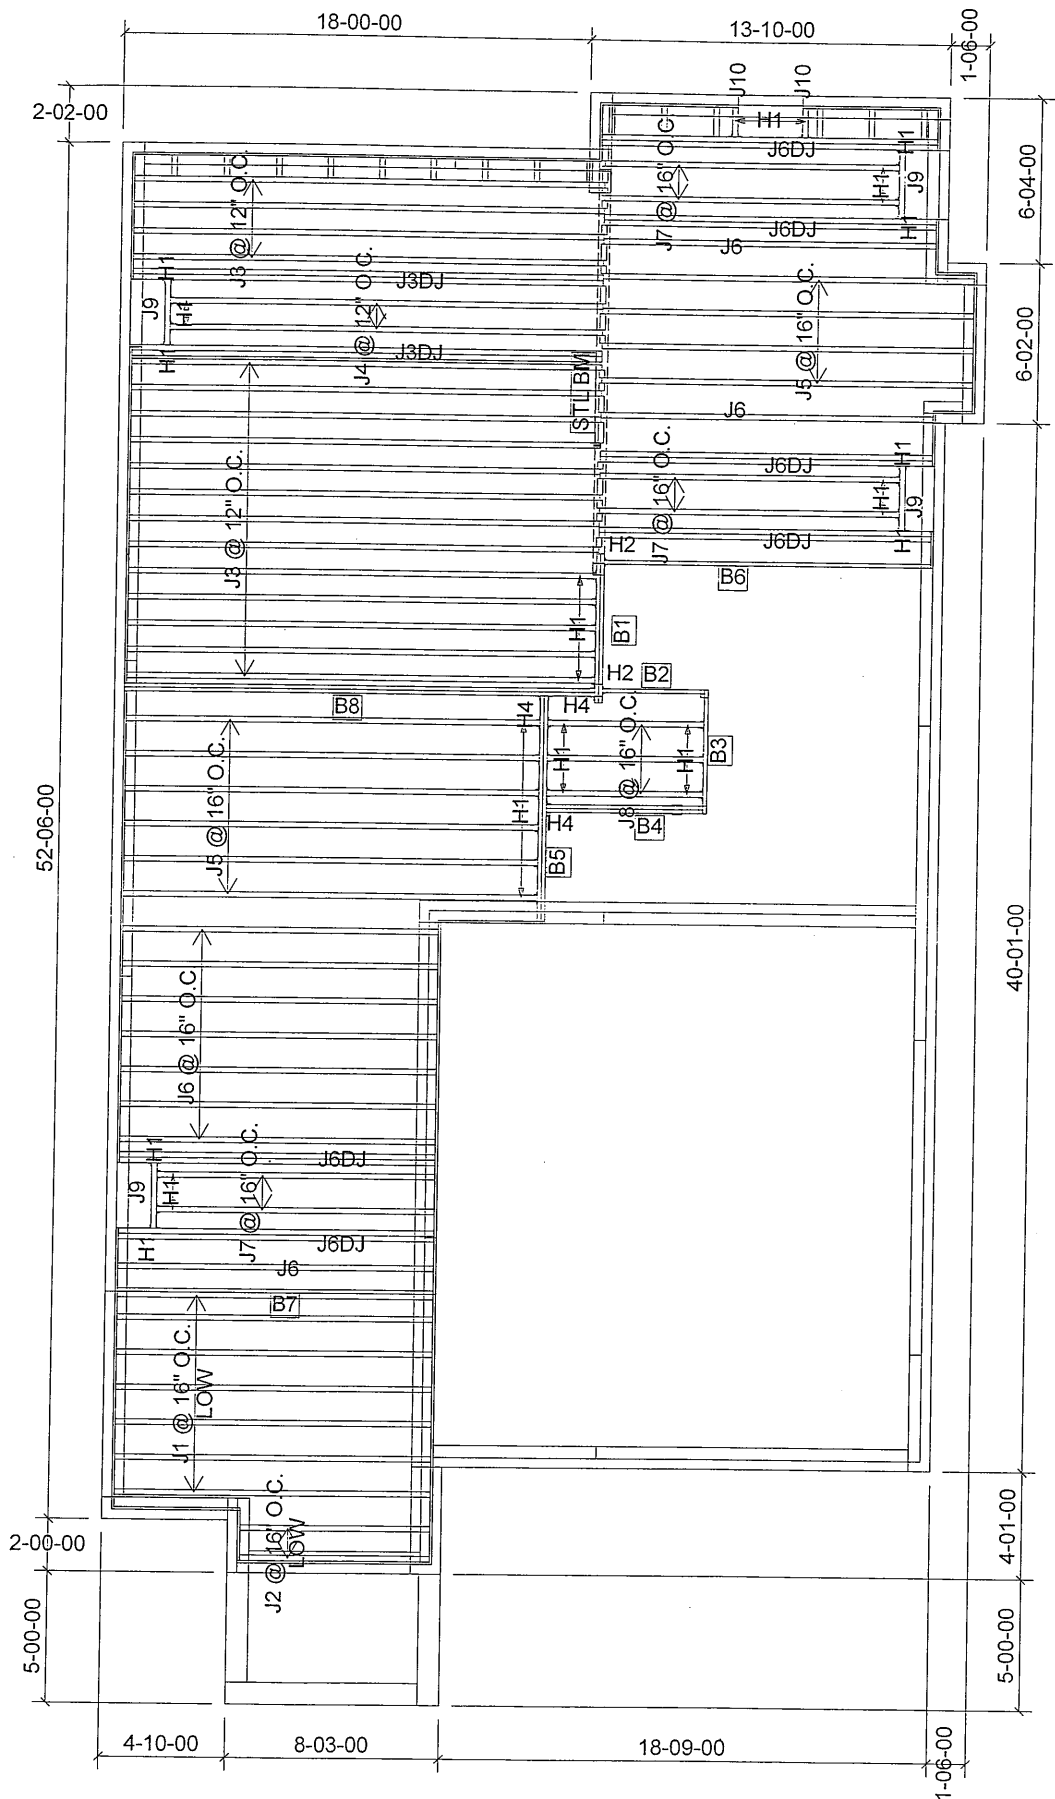 18-00-00
13-10-00
1-06-00
2-02-00
J10
J10
H1
J6DJ
H1
J7 @ 16" O.C.
H1
J9
J3 @ 12" O.C.
J6DJ
H1
J6
6-04-00
H1
J3DJ
J9
H1
J4 @ 12" O.C.
J5 @ 16" O.C.
6-02-00
H1
J3DJ
STL BM
J6
H1
J7 @ 16" O.C.
J6DJ
H1
J9
J3 @ 12" O.C.
H2
J6DJ
H1
B6
H1
B1
H2
B2
B8
H4
H4
J5 @ 16" O.C.
H1
H1
J8 @ 16" O.C.
H1
B3
H4
B4
B5
52-06-00
40-01-00
J6 @ 16" O.C.
H1
J6DJ
J9
H1
J7 @ 16" O.C.
H1
J6DJ
J6
B7
J1 @ 16" O.C.
LOW
J2 @ 16" O.C.
LOW
2-00-00
4-01-00
5-00-00
5-00-00
4-10-00
8-03-00
18-09-00
1-06-00